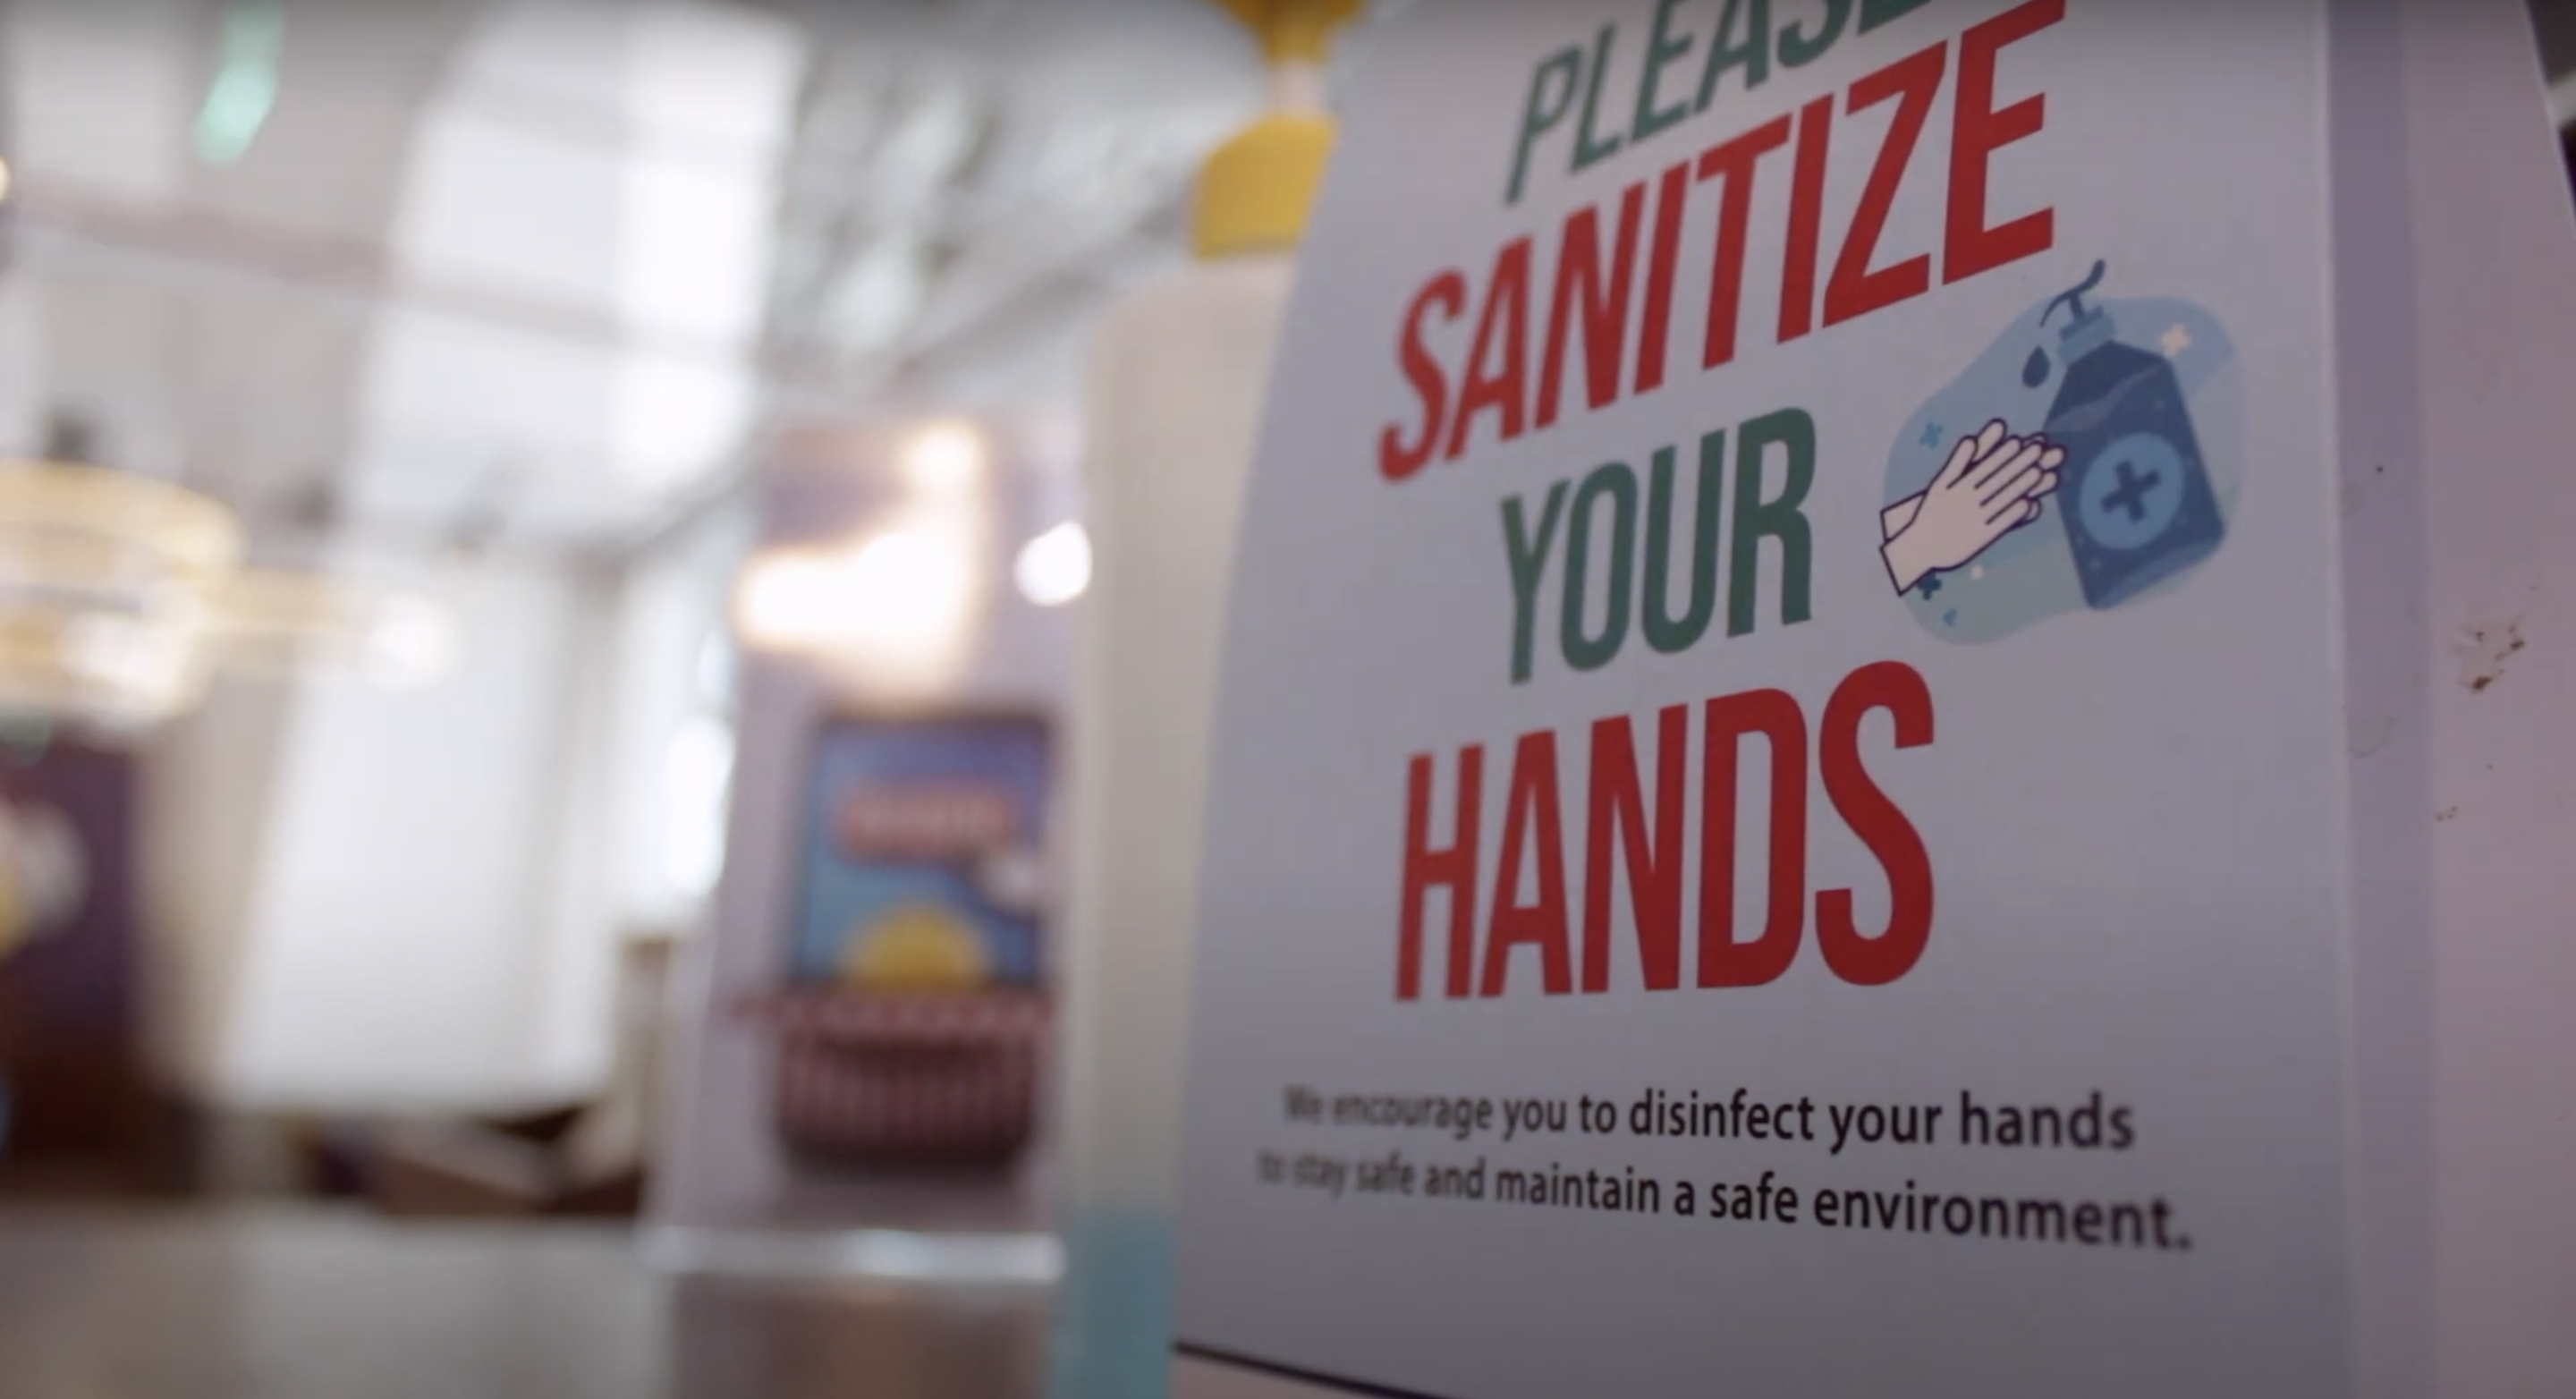 PLEASE
SANITIZE
YOUR
HANDS
We encourage you to disinfect your hands
to stay safe and maintain a safe environment.